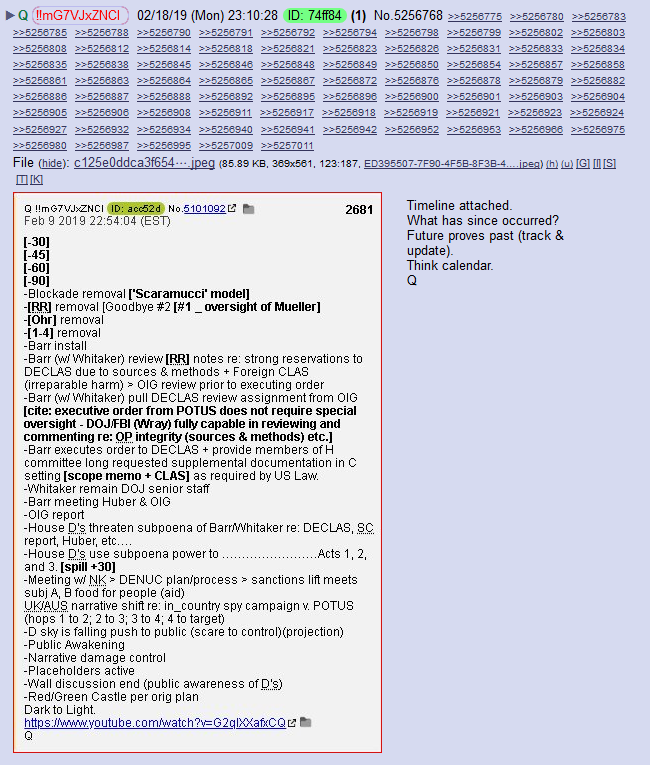 ▶ Q !!mG7VJxZNCI 02/18/19 (Mon) 23:10:28 ID: 74ff84 (1) No.5256768 >>5256775 >>5256780 >>5256783
>>5256785 >>5256788 >>5256790 >>5256791 >>5256792 >>5256794 >>5256798 >>5256799 >>5256802 >>5256803
>>5256808 >>5256812 >>5256814 >>5256818 >>5256821 >>5256823 >>5256826 >>5256831 >>5256833 >>5256834
>>5256835 >>5256845 >>5256846 >>5256848 >>5256849 >>5256850 >>5256854 >>5256857 >>5256858
>>5256861 >>5256863 >>5256864 >>5256865 >>5256867 >>5256872 >>5256876 >>5256878 >>5256879 >>5256882
>>5256886 >>5256887 >>5256888 >>5256892 >>5256895 >>5256896 >>5256900 >>5256901 >>5256903 >>5256904
>>5256905 >>5256906 >>5256908 >>5256911 >>5256917 >>5256918 >>5256919 >>5256921 >>5256923 >>5256924
>>5256927 >>5256932 >>5256934 >>5256940 >>5256941 >>5256942 >>5256952 >>5256953 >>5256966 >>5256975
>>5256980 >>5256987 >>5256995 >>5257009 >>5257011
File (hide): c125e0ddca3f654⋯.jpeg (85.89 KB, 369x561, 123:187, ED395507-7F90-4F5B-8F3B-4….jpeg) (h) (u) [G] [I] [S]
[T] [K]
Q !!mG7VJxZNCI ID: acc52d No.5101092 2681
Feb 9 2019 22:54:04 (EST)
[-30]
[-45]
[-60]
[-90]
-Blockade removal ['Scaramucci' model]
-[RR] removal [Goodbye #2 [#1 _ oversight of Mueller]
-[Ohr] removal
-[1-4] removal
-Barr install
-Barr (w/ Whitaker) review [RR] notes re: strong reservations to
DECLAS due to sources & methods + Foreign CLAS
(irreparable harm) > OIG review prior to executing order
-Barr (w/ Whitaker) pull DECLAS review assignment from OIG
[cite: executive order from POTUS does not require special
oversight - DOJ/FBI (Wray) fully capable in reviewing and
commenting re: OP integrity (sources & methods) etc.]
-Barr executes order to DECLAS + provide members of H
committee long requested supplemental documentation in C
setting [scope memo + CLAS] as required by US Law.
-Whitaker remain DOJ senior staff
-Barr meeting Huber & OIG
-OIG report
-House D's threaten subpoena of Barr/Whitaker re: DECLAS, SC
report, Huber, etc....
-House D's use subpoena power to ……………………Acts 1, 2,
and 3. [spill +30]
-Meeting w/ NK > DENUC plan/process > sanctions lift meets
subj A, B food for people (aid)
UK/AUS narrative shift re: in_country spy campaign v. POTUS
(hops 1 to 2; 2 to 3; 3 to 4; 4 to target)
-D sky is falling push to public (scare to control)(projection)
-Public Awakening
-Narrative damage control
-Placeholders active
-Wall discussion end (public awareness of D's)
-Red/Green Castle per orig plan
Dark to Light.
https://www.youtube.com/watch?v=G2qIXXafxCQ
Q
Timeline attached.
What has since occurred?
Future proves past (track &
update).
Think calendar.
Q